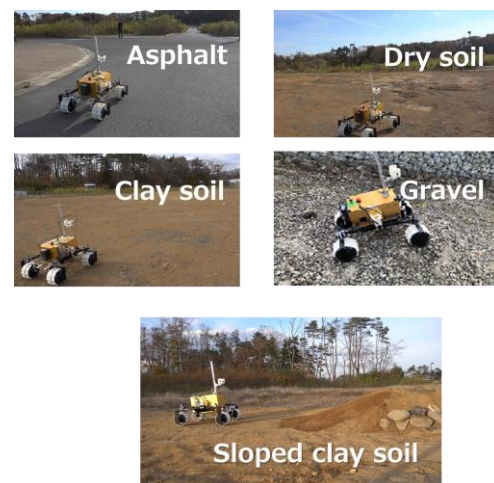 Asphalt
Dry soil
Clay soil
Gravel
Sloped clay soil